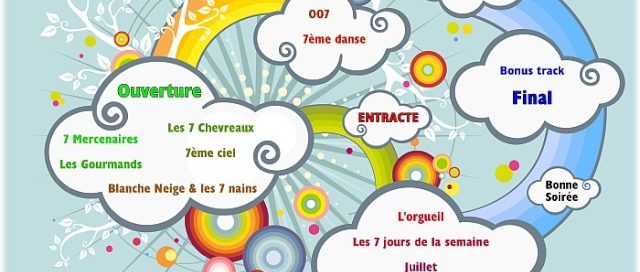 007
7ème danse
Ouverture
7 Mercenaires
Les 7 Chevreaux
Les Gourmands
7ème ciel
Blanche Neige & les 7 nains
ENTRACTE
Bonus track
Final
Bonne
Soirée
L'orgueil
Les 7 jours de la semaine
Juillet